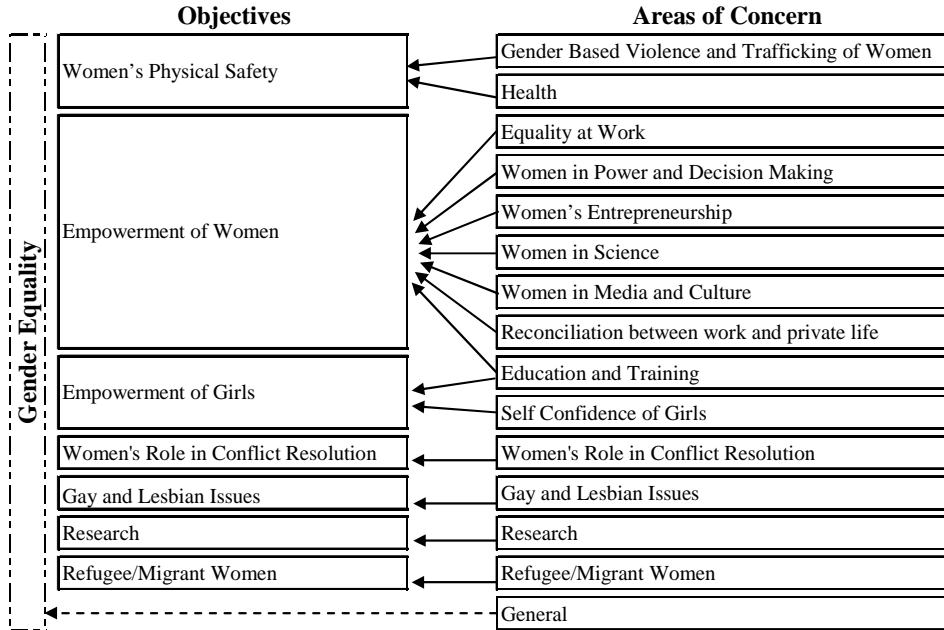 Objectives
Areas of Concern
Gender Equality
Women’s Physical Safety
Empowerment of Women
Empowerment of Girls
Women's Role in Conflict Resolution
Gay and Lesbian Issues
Research
Refugee/Migrant Women
Gender Based Violence and Trafficking of Women
Health
Equality at Work
Women in Power and Decision Making
Women’s Entrepreneurship
Women in Science
Women in Media and Culture
Reconciliation between work and private life
Education and Training
Self Confidence of Girls
Women's Role in Conflict Resolution
Gay and Lesbian Issues
Research
Refugee/Migrant Women
General